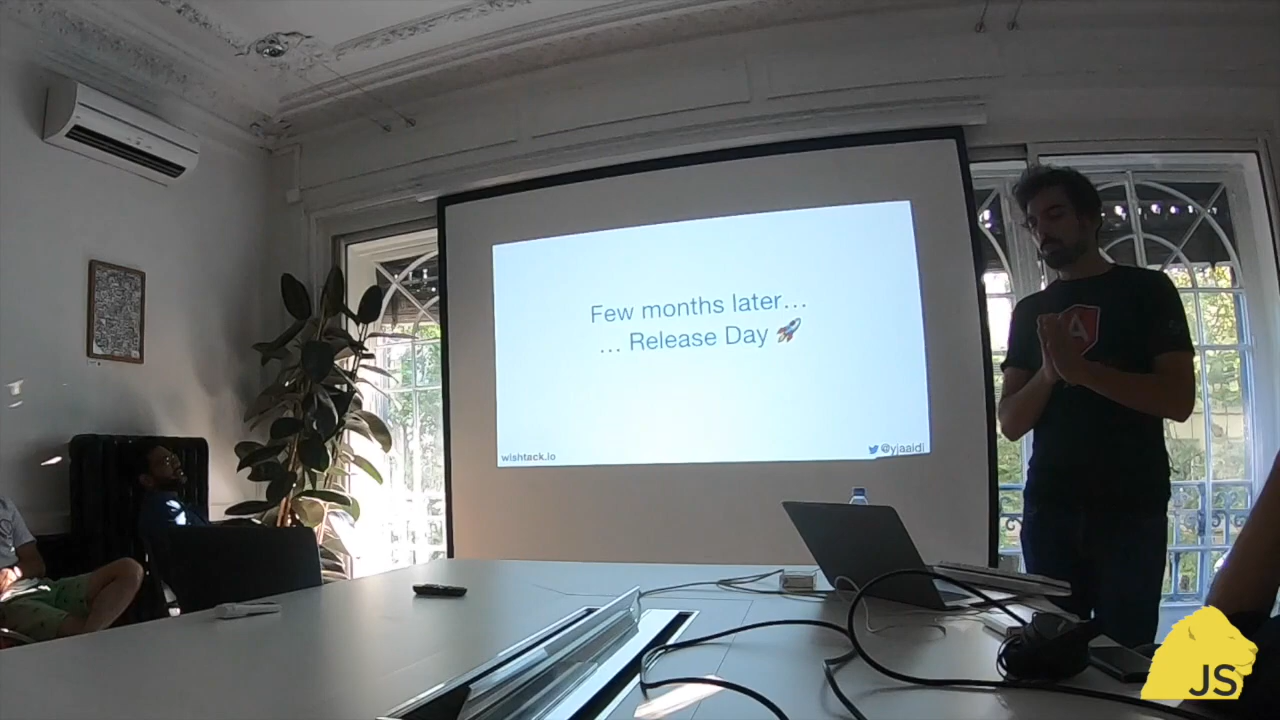 Few months later...
... Release Day 🚀
wishtack.io
@yjaaidi
A
JS